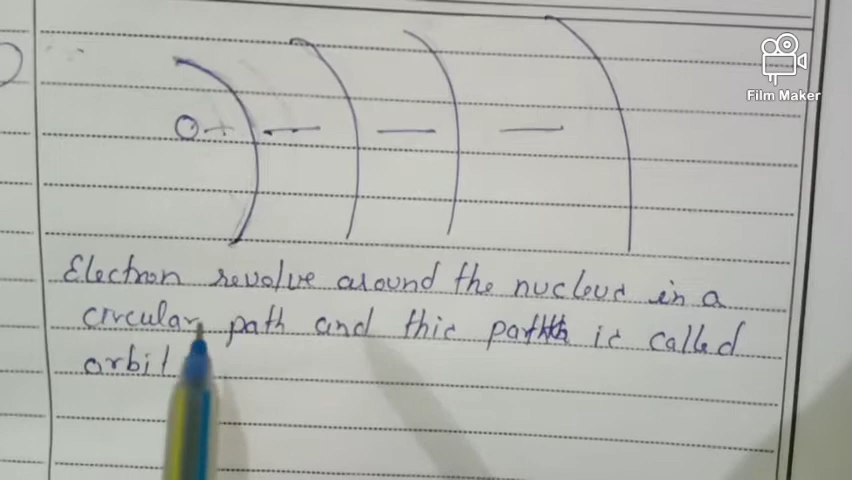 Film Maker
Electron revolve around the nucleus in a
circular path and this path is called
orbit